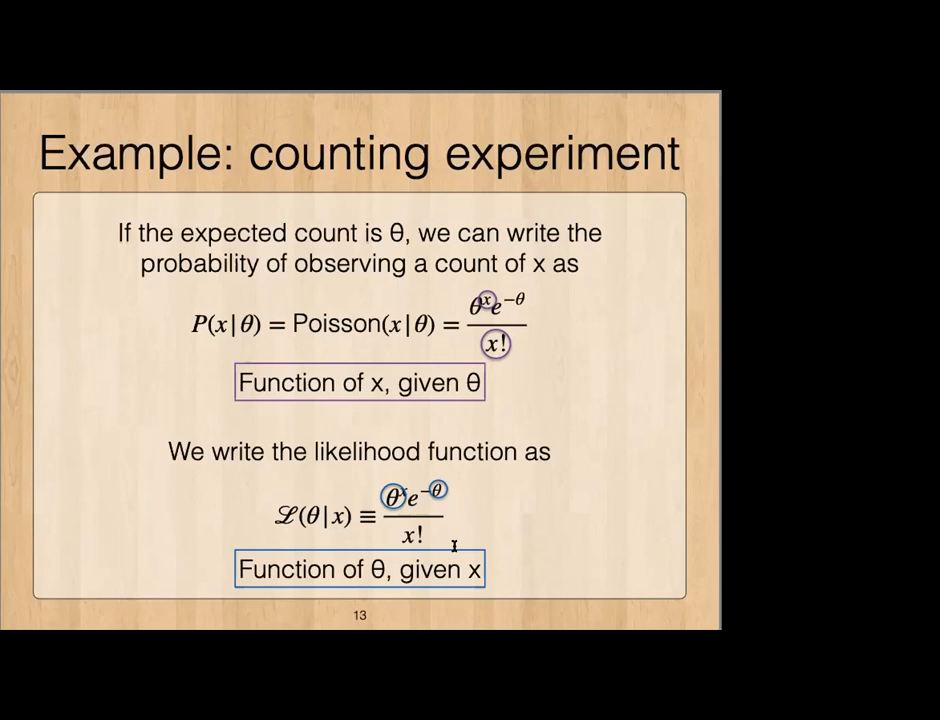 Example: counting experiment
If the expected count is θ, we can write the
probability of observing a count of x as
P(x|θ) = Poisson(x|θ) = θ^x e^−θ / x!
Function of x, given θ
We write the likelihood function as
ℒ(θ|x) ≡ θ^x e^−θ / x!
Function of θ, given x
13